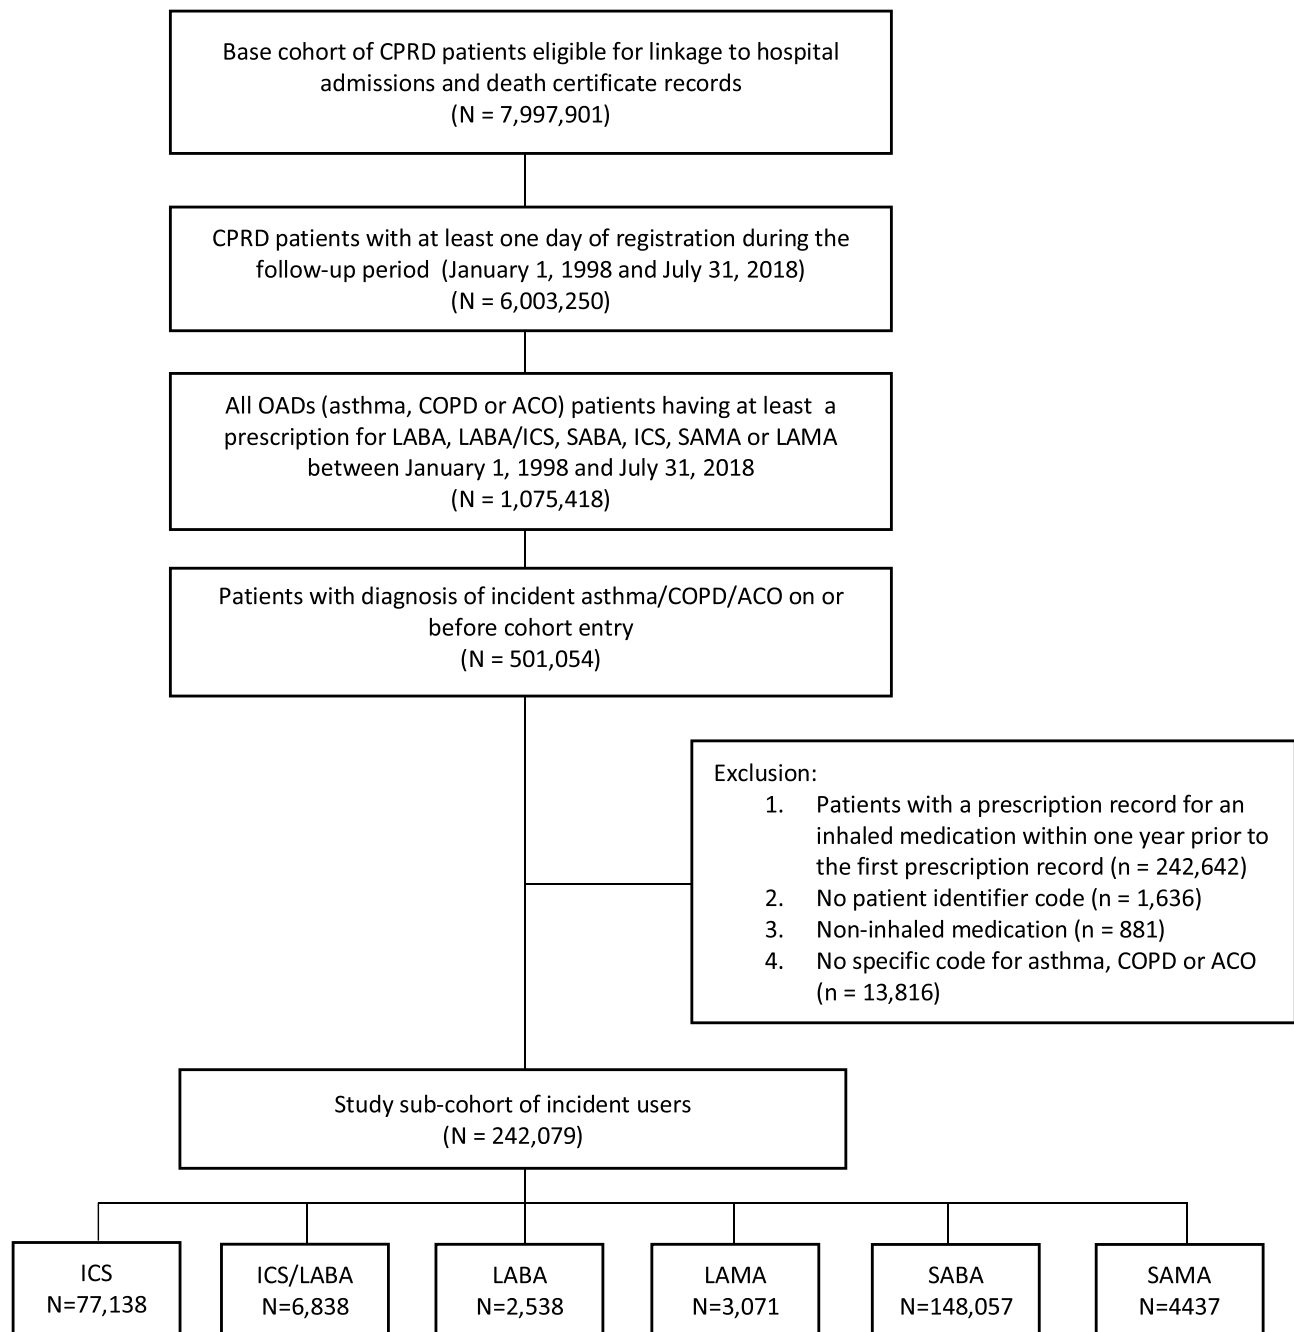 Base cohort of CPRD patients eligible for linkage to hospital
admissions and death certificate records
(N = 7,997,901)
CPRD patients with at least one day of registration during the
follow-up period  (January 1, 1998 and July 31, 2018)
(N = 6,003,250)
All OADs (asthma, COPD or ACO) patients having at least  a
prescription for LABA, LABA/ICS, SABA, ICS, SAMA or LAMA
between January 1, 1998 and July 31, 2018
(N = 1,075,418)
Patients with diagnosis of incident asthma/COPD/ACO on or
before cohort entry
(N = 501,054)
Exclusion:
1. Patients with a prescription record for an
inhaled medication within one year prior to
the first prescription record (n = 242,642)
2. No patient identifier code (n = 1,636)
3. Non-inhaled medication (n = 881)
4. No specific code for asthma, COPD or ACO
(n = 13,816)
Study sub-cohort of incident users
(N = 242,079)
ICS
N=77,138
ICS/LABA
N=6,838
LABA
N=2,538
LAMA
N=3,071
SABA
N=148,057
SAMA
N=4437